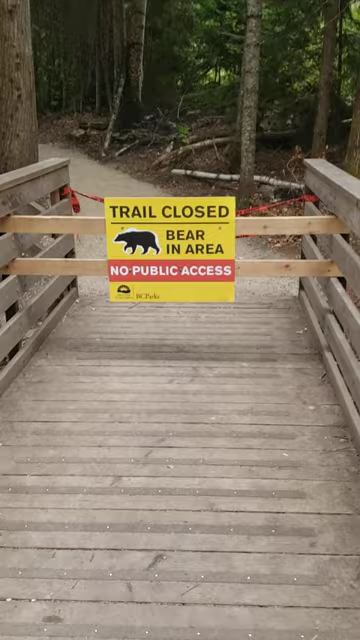 TRAIL CLOSED
BEAR
IN AREA
NO PUBLIC ACCESS
BCParks